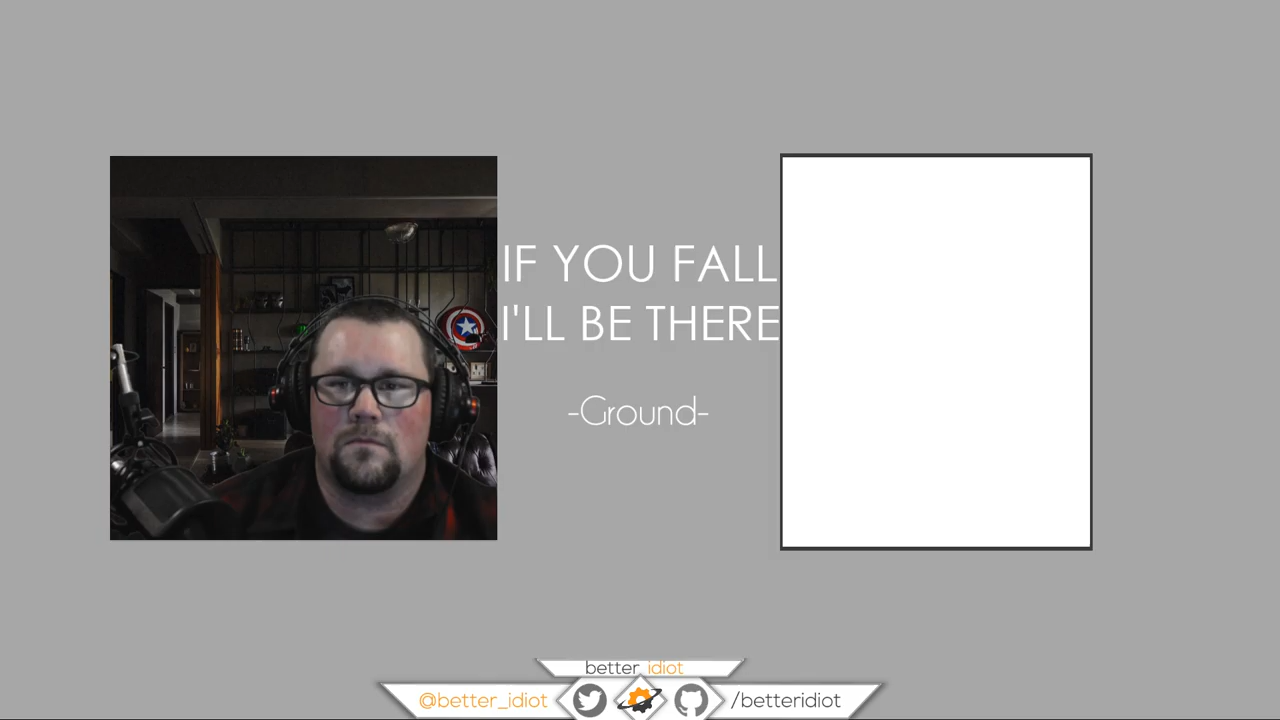 IF YOU FALL
I'LL BE THERE
-Ground-
better_idiot
@better_idiot
/betteridiot